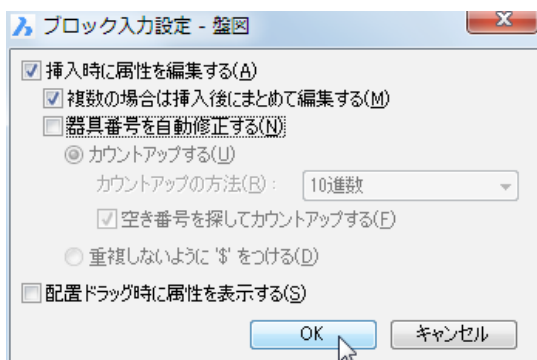 ブロック入力設定 - 盤図
挿入時に属性を編集する(A)
複数の場合は挿入後にまとめて編集する(M)
器具番号を自動修正する(N)
カウントアップする(U)
カウントアップの方法(R)： 10進数
空き番号を探してカウントアップする(F)
重複しないように '$' をつける(D)
配置ドラッグ時に属性を表示する(S)
OK キャンセル